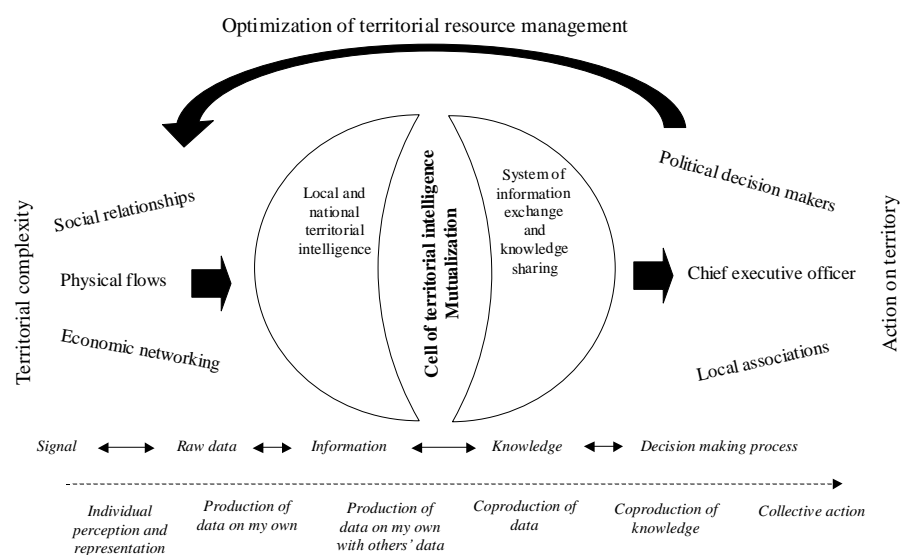 Optimization of territorial resource management
Territorial complexity
Social relationships
Physical flows
Economic networking
Local and
national
territorial
intelligence
Cell of territorial intelligence
Mutualization
System of
information
exchange
and
knowledge
sharing
Political decision makers
Chief executive officer
Local associations
Action on territory
Signal
Raw data
Information
Knowledge
Decision making process
Individual
perception and
representation
Production of
data on my own
Production of
data on my own
with others’ data
Coproduction of
data
Coproduction of
knowledge
Collective action